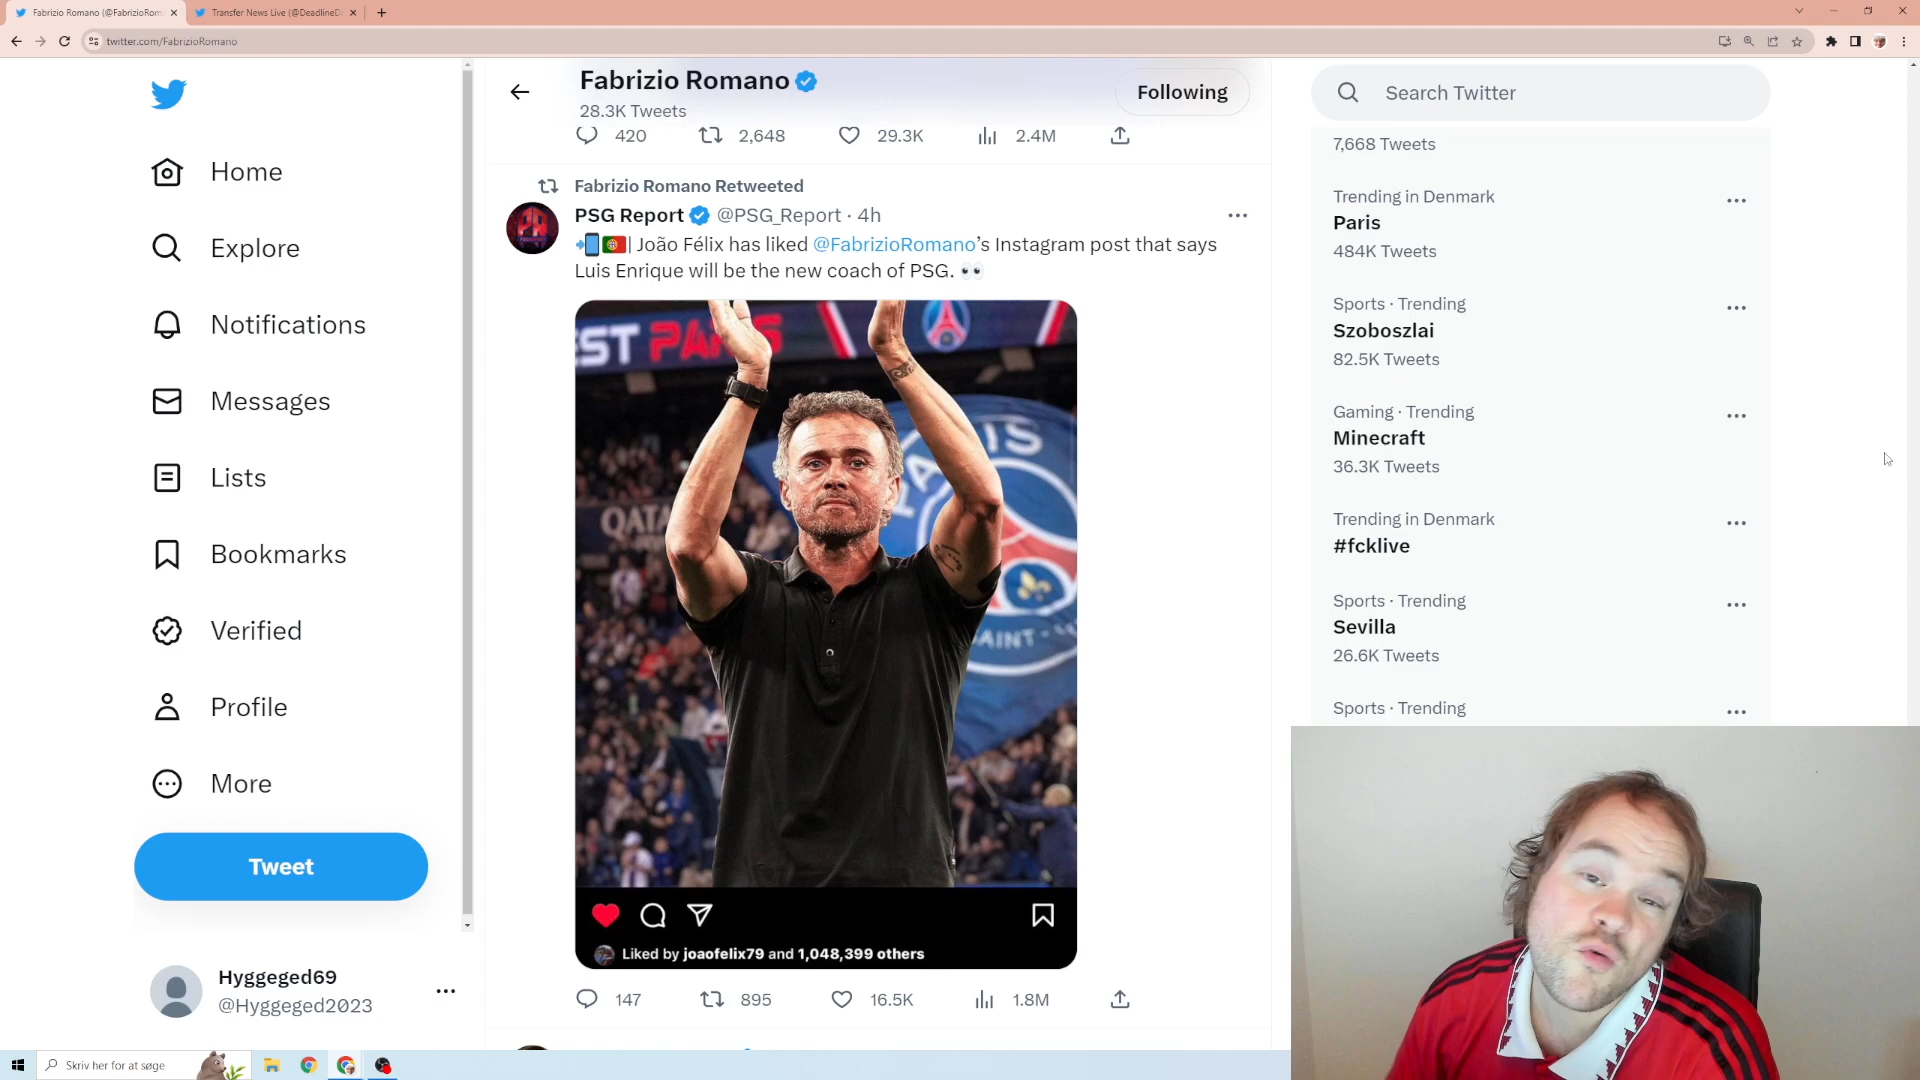 Fabrizio Romano (@FabrizioRom
Transfer News Live (@DeadlineD
twitter.com/FabrizioRomano
Home
Explore
Notifications
Messages
Lists
Bookmarks
Verified
Profile
More
Tweet
Hyggeged69
@Hyggeged2023
Fabrizio Romano
28.3K Tweets
Following
420 2,648 29.3K 2.4M
Fabrizio Romano Retweeted
PSG Report @PSG_Report · 4h
| João Félix has liked @FabrizioRomano’s Instagram post that says
Luis Enrique will be the new coach of PSG. 👀
EST PARIS
QATA
PARIS
SAINT -
Liked by joaofelix79 and 1,048,399 others
147 895 16.5K 1.8M
Search Twitter
7,668 Tweets
Trending in Denmark
Paris
484K Tweets
Sports · Trending
Szoboszlai
82.5K Tweets
Gaming · Trending
Minecraft
36.3K Tweets
Trending in Denmark
#fcklive
Sports · Trending
Sevilla
26.6K Tweets
Sports · Trending
Skriv her for at søge